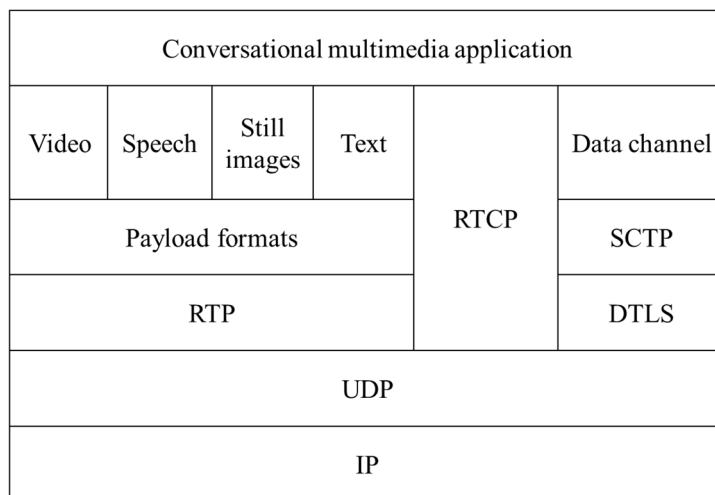 Conversational multimedia application
Video
Speech
Still
images
Text
RTCP
Data channel
Payload formats
SCTP
RTP
DTLS
UDP
IP